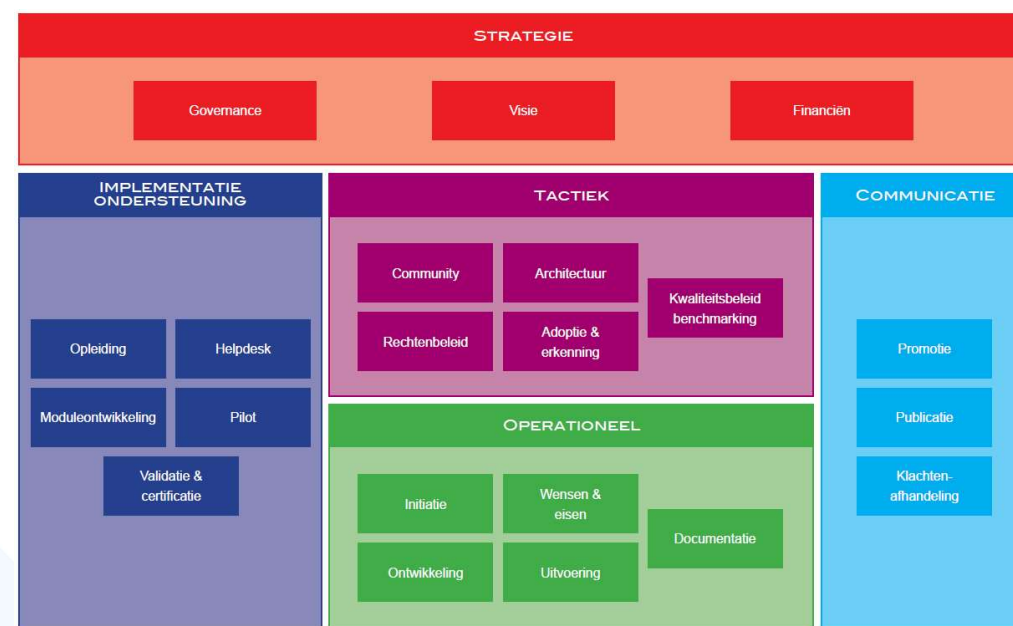 STRATEGIE
Governance
Visie
Financiën
IMPLEMENTATIE
ONDERSTEUNING
Opleiding
Helpdesk
Moduleontwikkeling
Pilot
Validatie &
certificatie
TACTIEK
Community
Architectuur
Rechtenbeleid
Adoptie &
erkenning
Kwaliteitsbeleid
benchmarking
OPERATIONEEL
Initiatie
Wensen &
eisen
Ontwikkeling
Uitvoering
Documentatie
COMMUNICATIE
Promotie
Publicatie
Klachten-
afhandeling